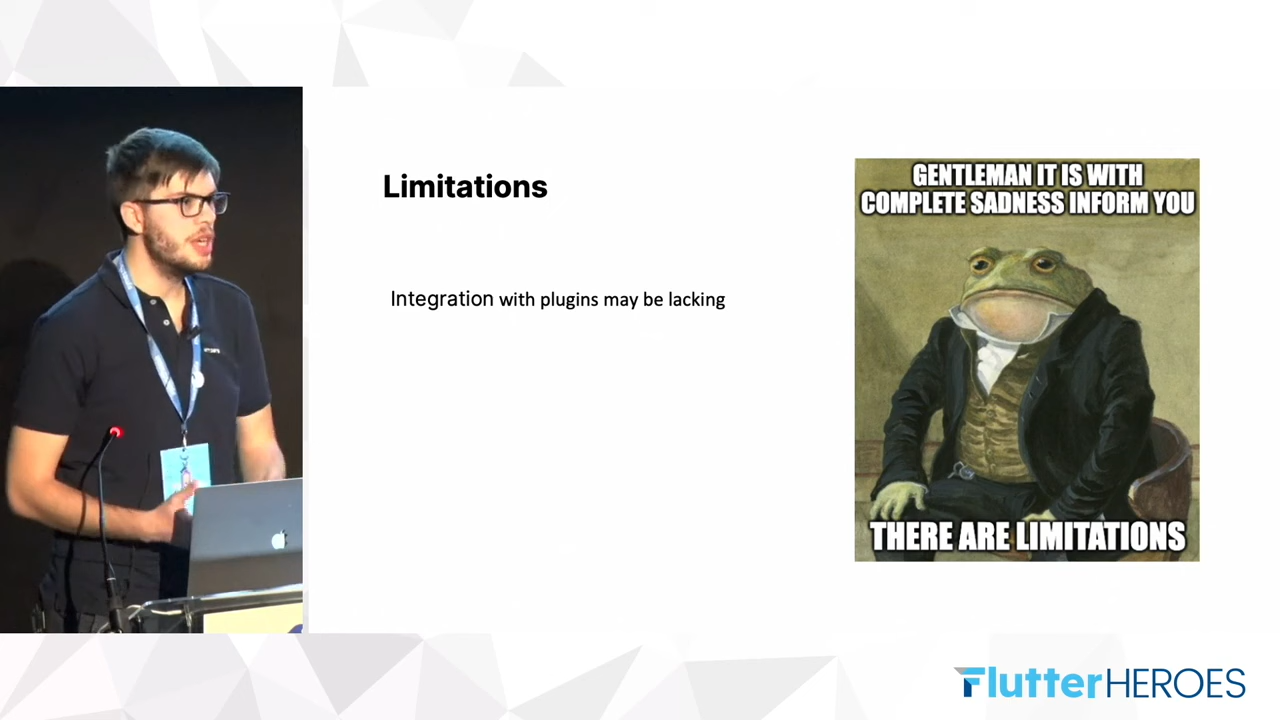 Limitations
Integration with plugins may be lacking
GENTLEMAN IT IS WITH
COMPLETE SADNESS INFORM YOU
THERE ARE LIMITATIONS
FlutterHEROES